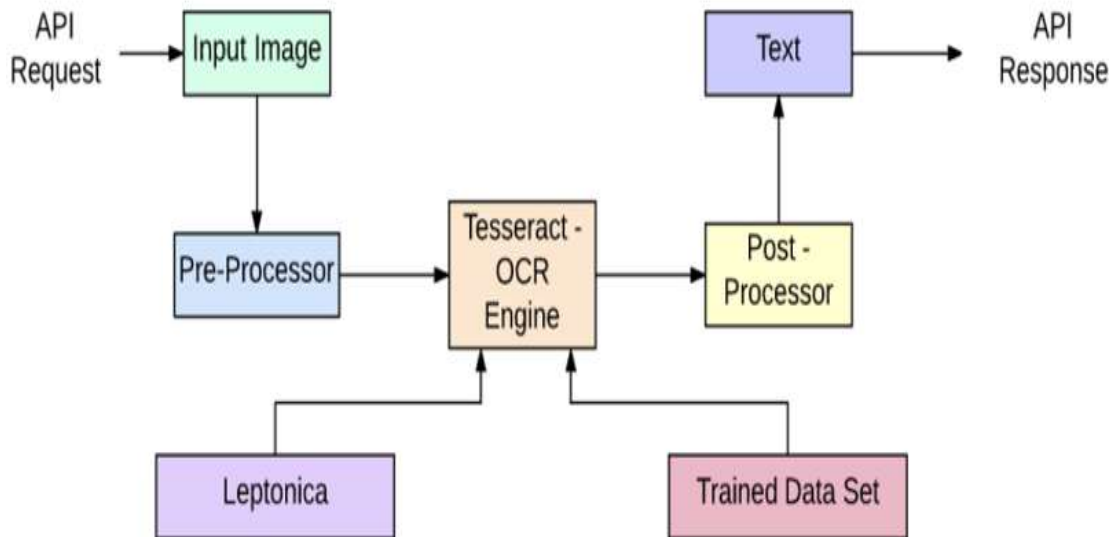 API
Request
Input Image
Text
API
Response
Pre-Processor
Tesseract -
OCR
Engine
Post -
Processor
Leptonica
Trained Data Set